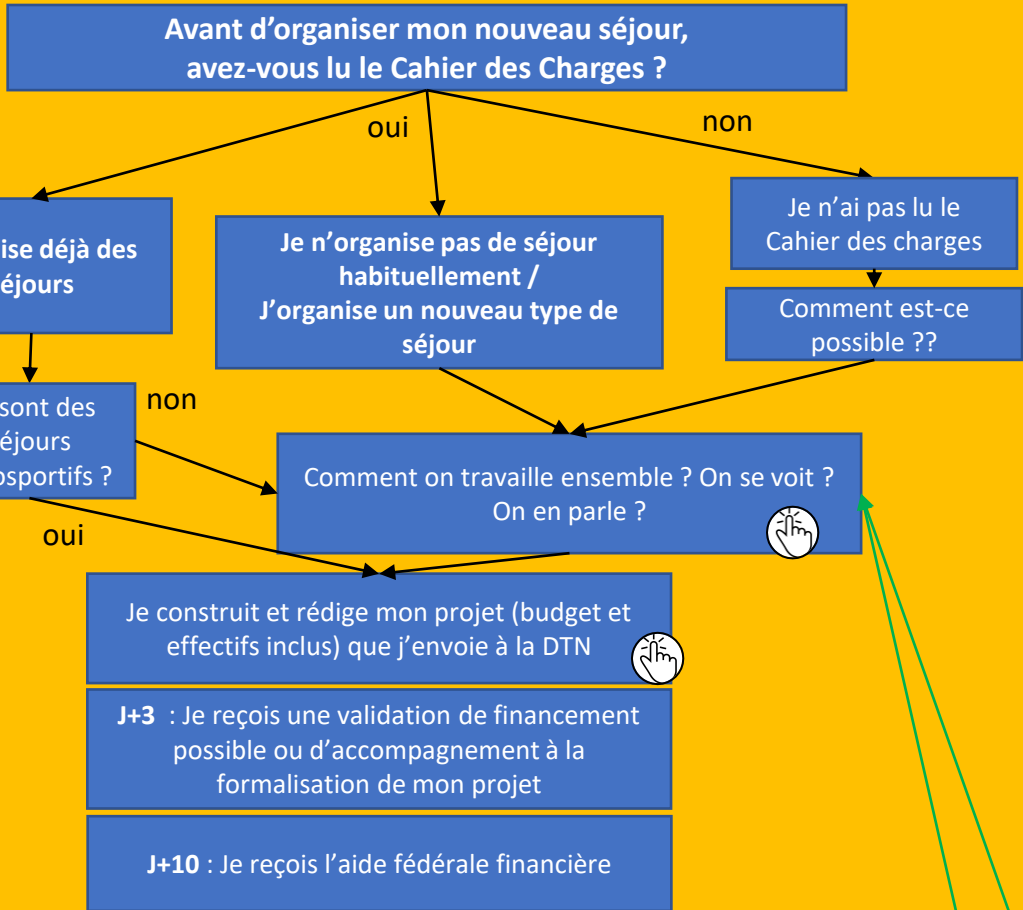 Avant d’organiser mon nouveau séjour,
avez-vous lu le Cahier des Charges ?
oui
non
déjà des
Je n’organise pas de séjour
habituellement /
J’organise un nouveau type de
séjour
Je n’ai pas lu le
Cahier des charges
Comment est-ce
possible ??
sont des
non
oui
Comment on travaille ensemble ? On se voit ?
On en parle ?
Je construit et rédige mon projet (budget et
effectifs inclus) que j’envoie à la DTN
J+3 : Je reçois une validation de financement
possible ou d’accompagnement à la
formalisation de mon projet
J+10 : Je reçois l’aide fédérale financière